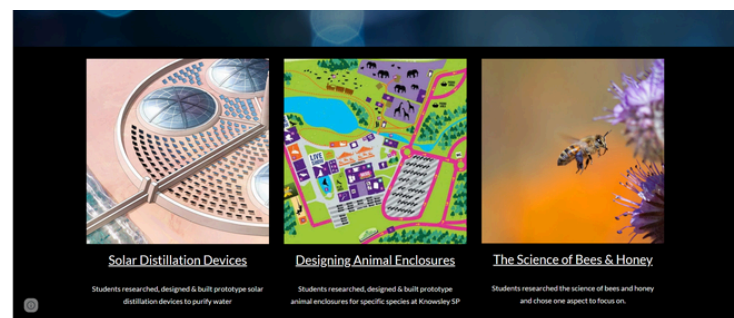 LIVE
Solar Distillation Devices
Students researched, designed & built prototype solar
distillation devices to purify water
Designing Animal Enclosures
Students researched, designed & built prototype
animal enclosures for specific species at Knowsley SP
The Science of Bees & Honey
Students researched the science of bees and honey
and chose one aspect to focus on.